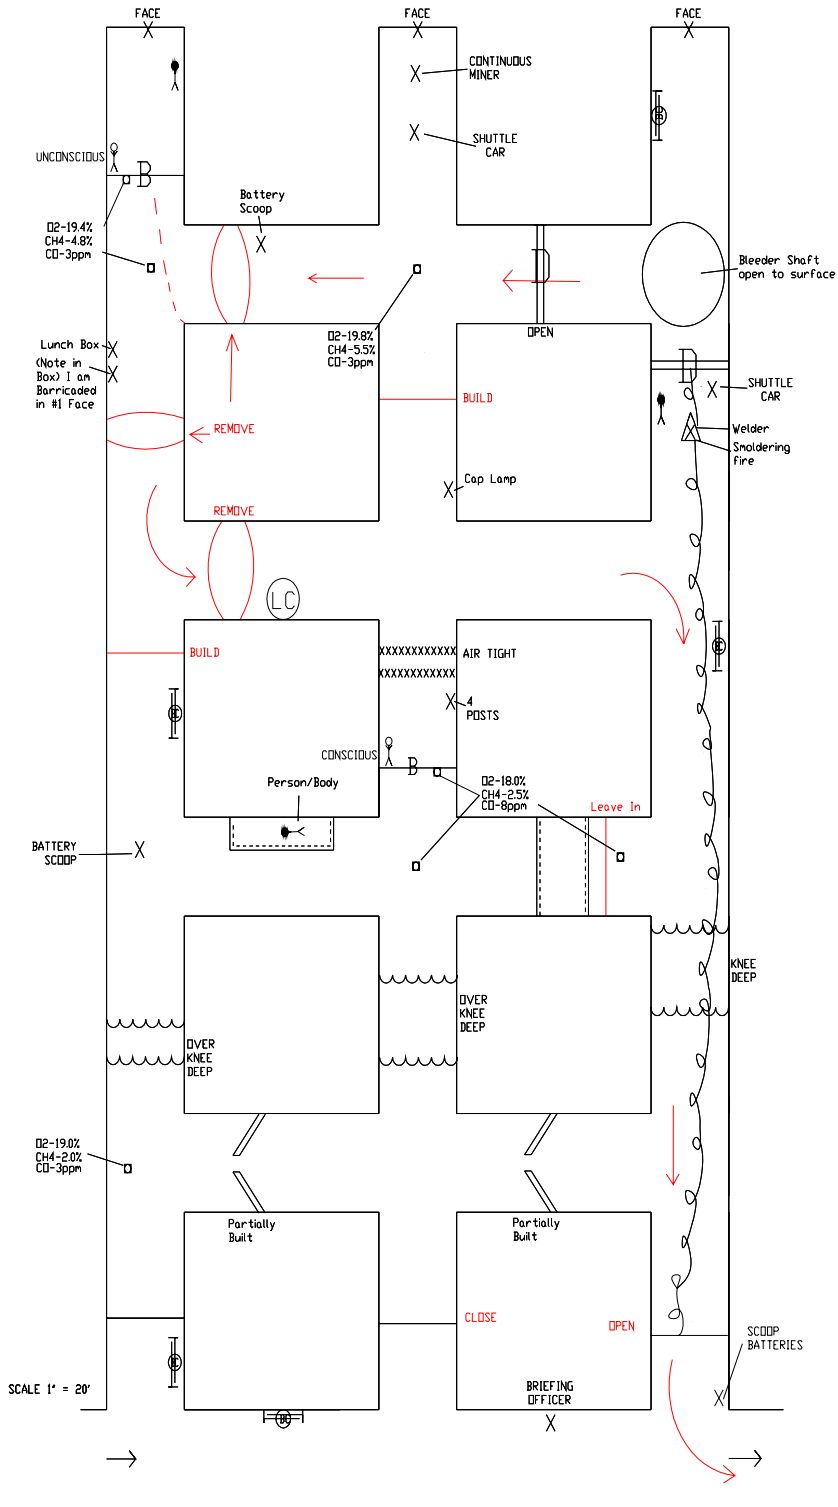 FACE
FACE
FACE
CONTINUOUS
MINER
SHUTTLE
CAR
UNCONSCIOUS
B
Battery
Scoop
O2-19.4%
CH4-4.8%
CO-3ppm
D
Bleeder Shaft
open to surface
O2-19.8%
CH4-5.5%
CO-3ppm
OPEN
Lunch Box
(Note in
Box) I am
Barricaded
in #1 Face
D
SHUTTLE
CAR
BUILD
REMOVE
Welder
Smoldering
fire
Cap Lamp
REMOVE
LC
BUILD
AIR TIGHT
4
POSTS
CONSCIOUS
B
Person/Body
O2-18.0%
CH4-2.5%
CO-8ppm
Leave In
BATTERY
SCOOP
KNEE
DEEP
OVER
KNEE
DEEP
OVER
KNEE
DEEP
O2-19.0%
CH4-2.0%
CO-3ppm
Partially
Built
Partially
Built
CLOSE
OPEN
SCOOP
BATTERIES
SCALE 1" = 20'
BRIEFING
OFFICER